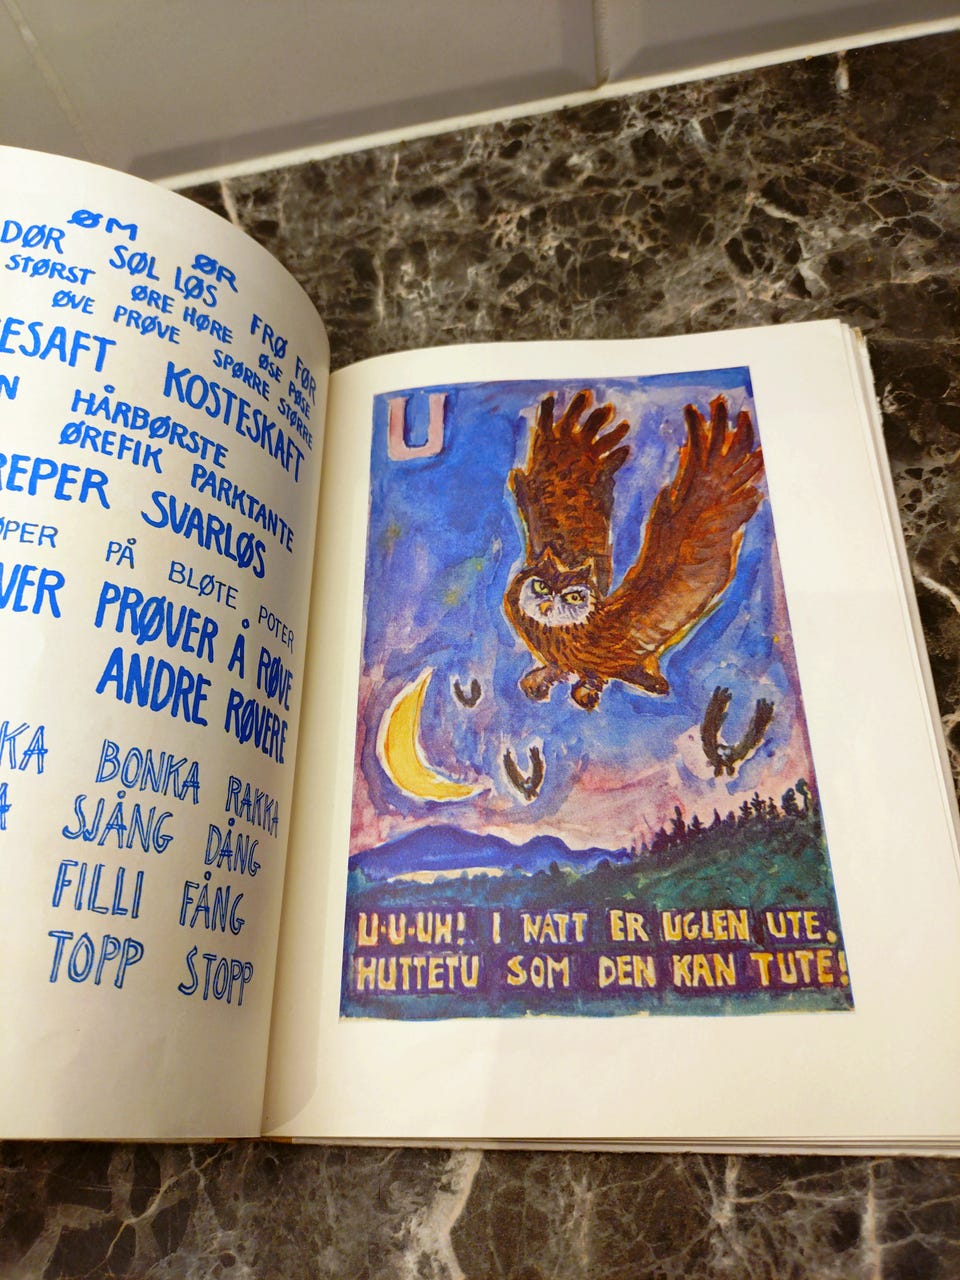 ØM ØR
DØR SØL LØS FRØ FØR
STØRST ØRE HØRE ØSE PØSE
ØVE PRØVE SPØRRE STØRRE
ESAFT KOSTESKAFT
N HÅRBØRSTE
ØREFIK PARKTANTE
REPER SVARLØS
ØPER PÅ BLØTE POTER
VER PRØVER Å RØVE
ANDRE RØVERE
KA BONKA RAKKA
A SJÅNG DÅNG
FILLI FÅNG
TOPP STOPP
U
U-U-UH! I NATT ER UGLEN UTE.
HUTTETU SOM DEN KAN TUTE!